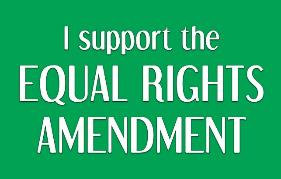 I support the
EQUAL RIGHTS
AMENDMENT